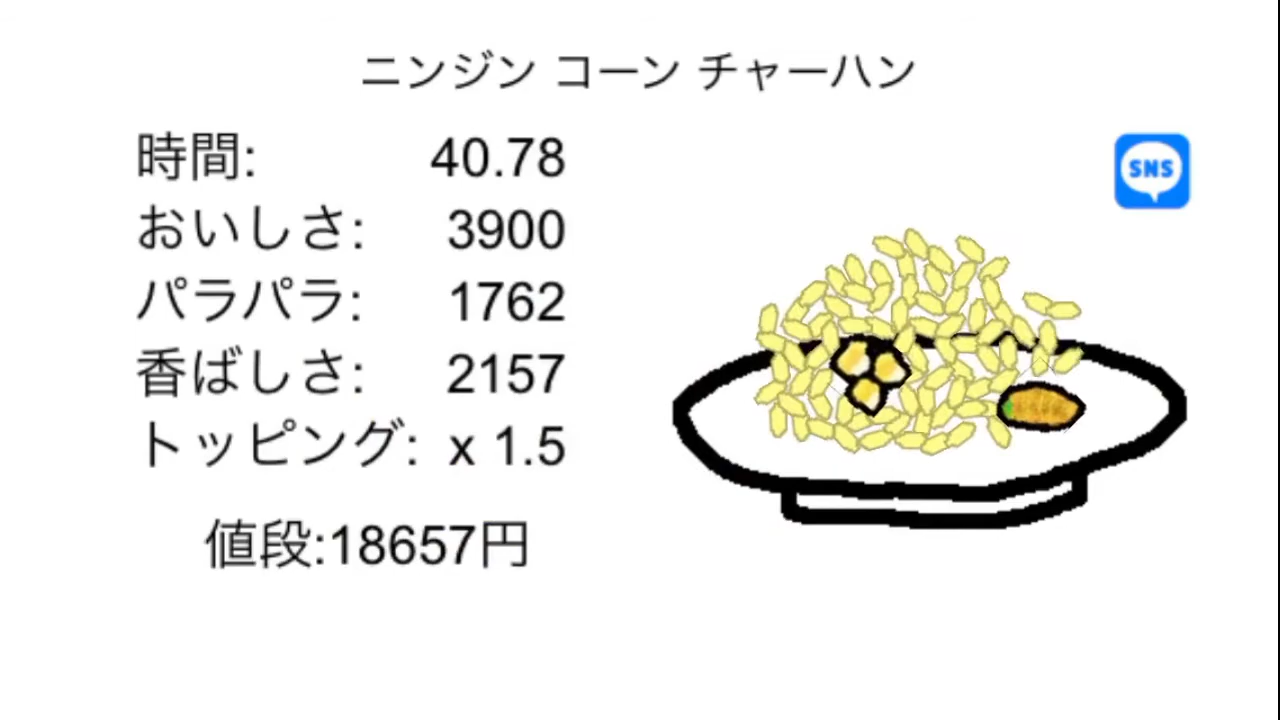 ニンジン コーン チャーハン
時間: 40.78
SNS
おいしさ: 3900
パラパラ: 1762
香ばしさ: 2157
トッピング: x 1.5
値段:18657円